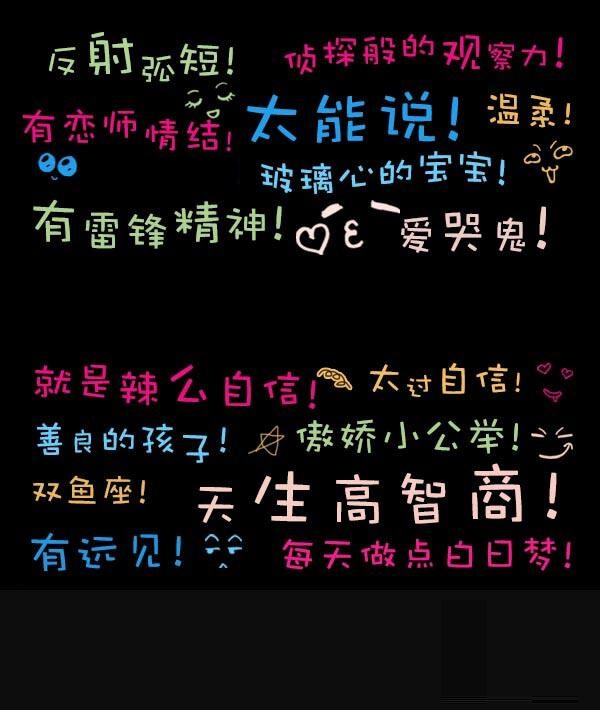 反射弧短! 侦探般的观察力!
有恋师情结! 太能说! 温柔!
玻璃心的宝宝!
有雷锋精神! 爱哭鬼!
就是辣么自信! 太过自信!
善良的孩子! 傲娇小公举!
双鱼座! 天生高智商!
有远见! 每天做点白日梦!